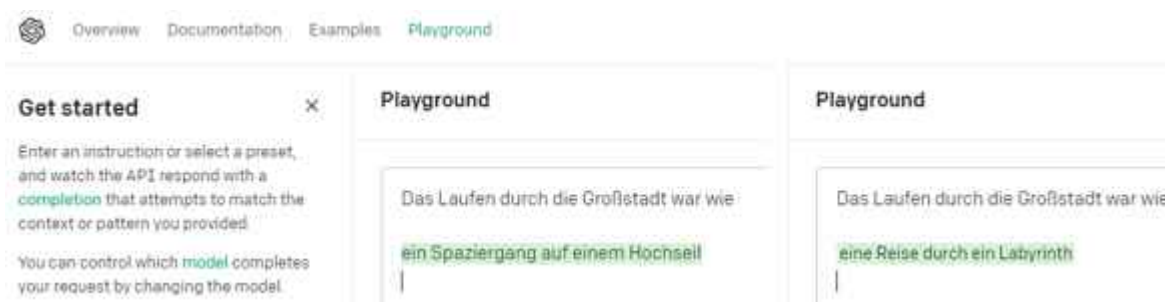 Overview Documentation Examples Playground
Get started ×
Enter an instruction or select a preset,
and watch the API respond with a
completion that attempts to match the
context or pattern you provided
You can control which model completes
your request by changing the model
Playground
Das Laufen durch die Großstadt war wie
ein Spaziergang auf einem Hochseil
Playground
Das Laufen durch die Großstadt war wie
eine Reise durch ein Labyrinth